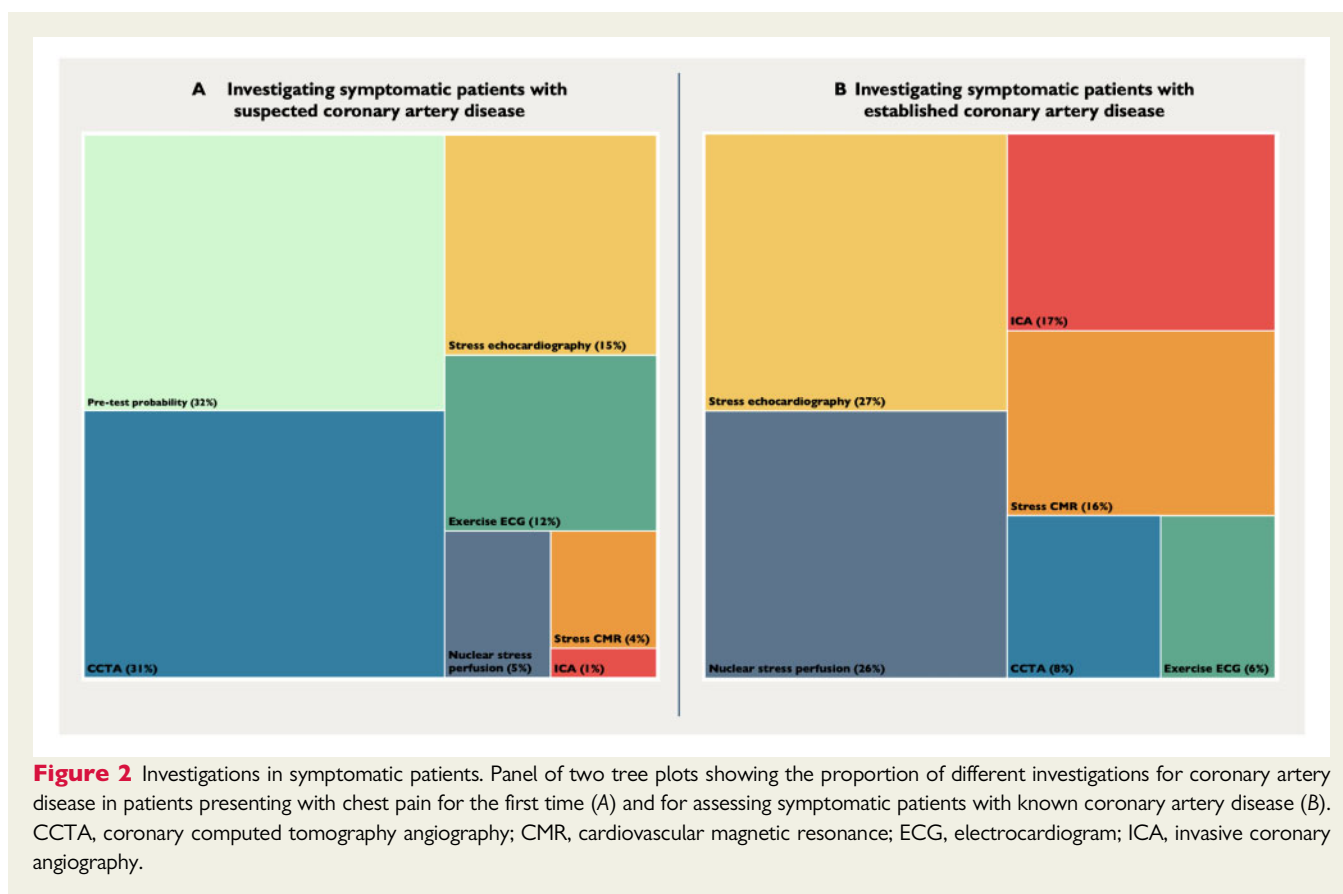 A Investigating symptomatic patients with
suspected coronary artery disease
Pre-test probability (32%)
CCTA (31%)
Stress echocardiography (15%)
Exercise ECG (12%)
Nuclear stress
perfusion (5%)
Stress CMR (4%)
ICA (1%)
B Investigating symptomatic patients with
established coronary artery disease
Stress echocardiography (27%)
Nuclear stress perfusion (26%)
ICA (17%)
Stress CMR (16%)
CCTA (8%)
Exercise ECG (6%)
Figure 2 Investigations in symptomatic patients. Panel of two tree plots showing the proportion of different investigations for coronary artery
disease in patients presenting with chest pain for the first time (A) and for assessing symptomatic patients with known coronary artery disease (B).
CCTA, coronary computed tomography angiography; CMR, cardiovascular magnetic resonance; ECG, electrocardiogram; ICA, invasive coronary
angiography.